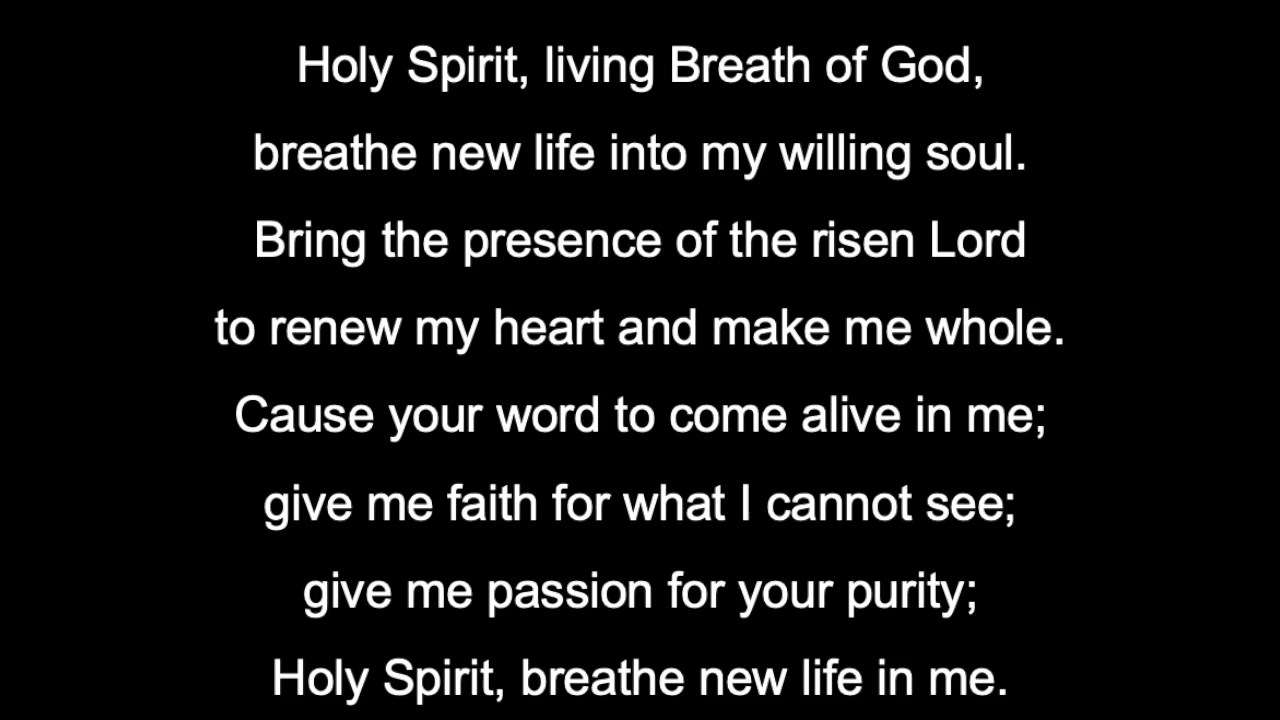 Holy Spirit, living Breath of God,
breathe new life into my willing soul.
Bring the presence of the risen Lord
to renew my heart and make me whole.
Cause your word to come alive in me;
give me faith for what I cannot see;
give me passion for your purity;
Holy Spirit, breathe new life in me.